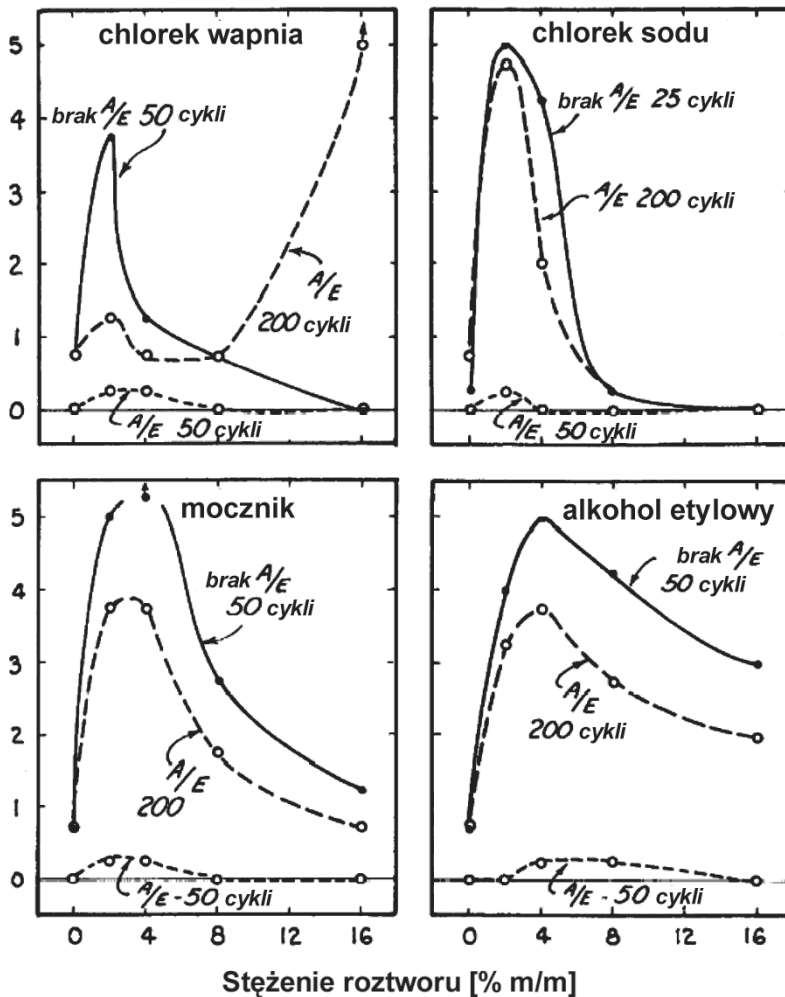 chlorek wapnia
5
brak A/E 50 cykli
4
3
2
A/E
200 cykli
1
0
A/E 50 cykli
chlorek sodu
brak A/E 25 cykli
A/E 200 cykli
A/E 50 cykli
mocznik
5
brak A/E
50 cykli
4
3
2
A/E
200
1
0
A/E - 50 cykli
0 4 8 12 16
alkohol etylowy
brak A/E
50 cykli
A/E
200 cykli
A/E - 50 cykli
0 4 8 12 16
Stężenie roztworu [% m/m]